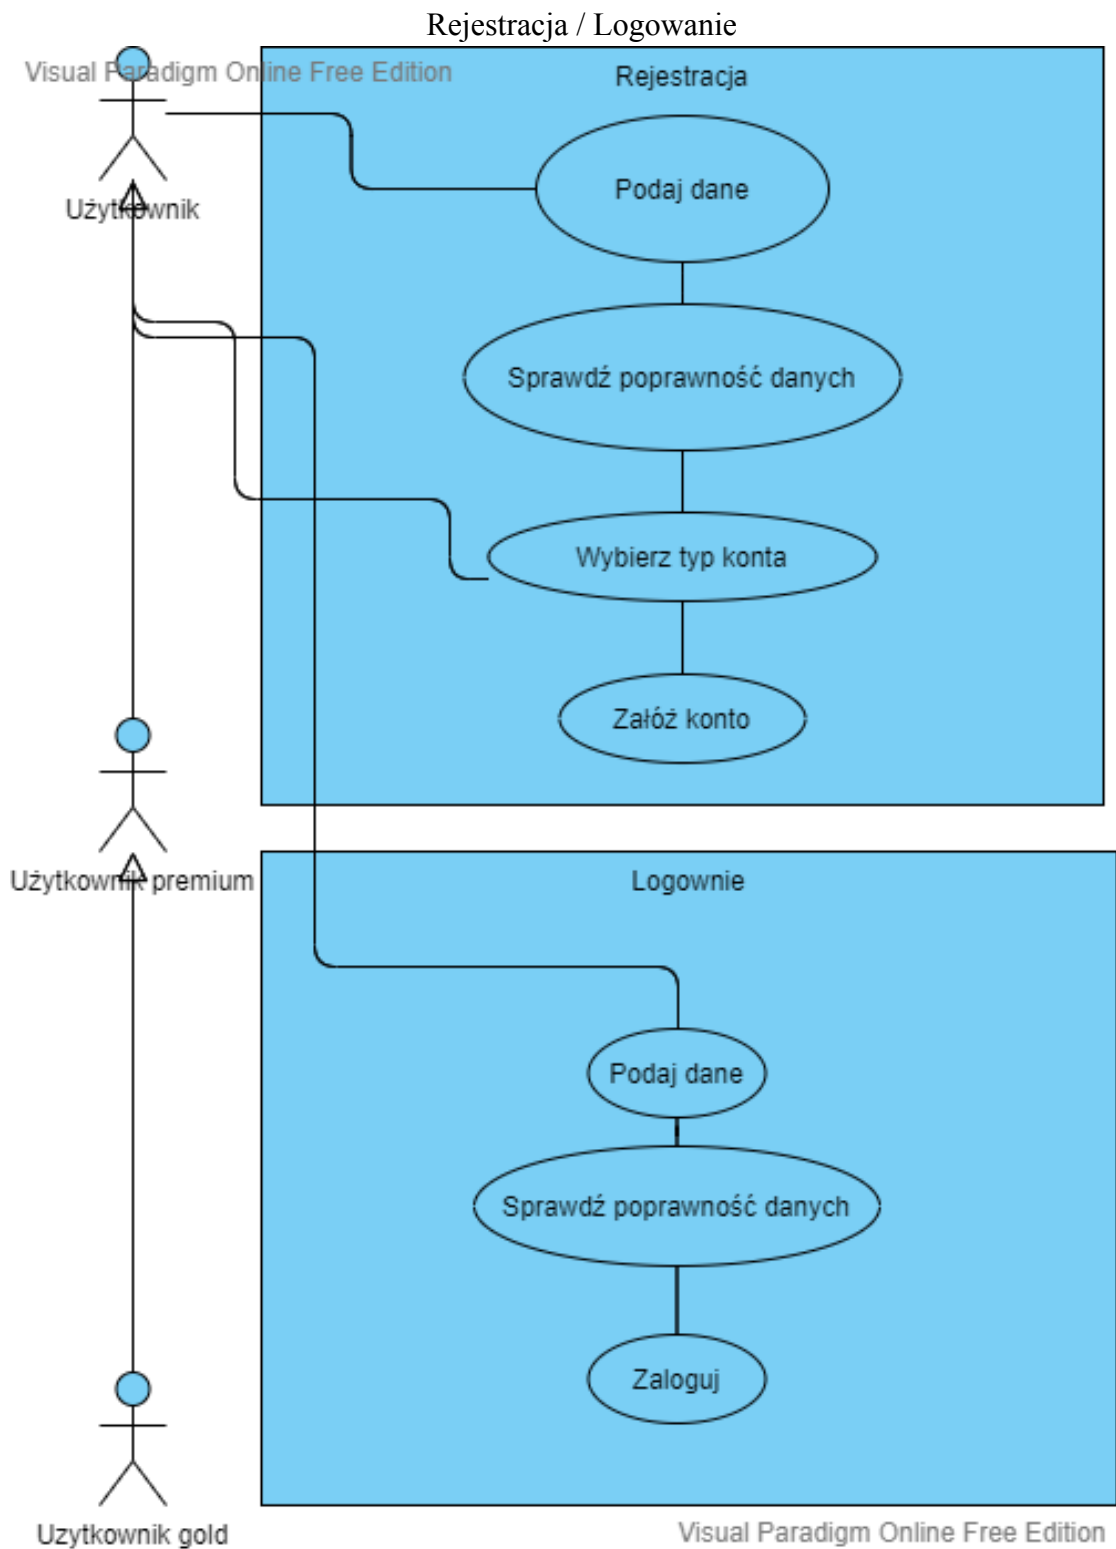 Rejestracja / Logowanie
Visual Paradigm Online Free Edition
Rejestracja
Podaj dane
Użytkownik
Sprawdź poprawność danych
Wybierz typ konta
Załóż konto
Użytkownik premium
Logownie
Podaj dane
Sprawdź poprawność danych
Zaloguj
Uzytkownik gold
Visual Paradigm Online Free Edition